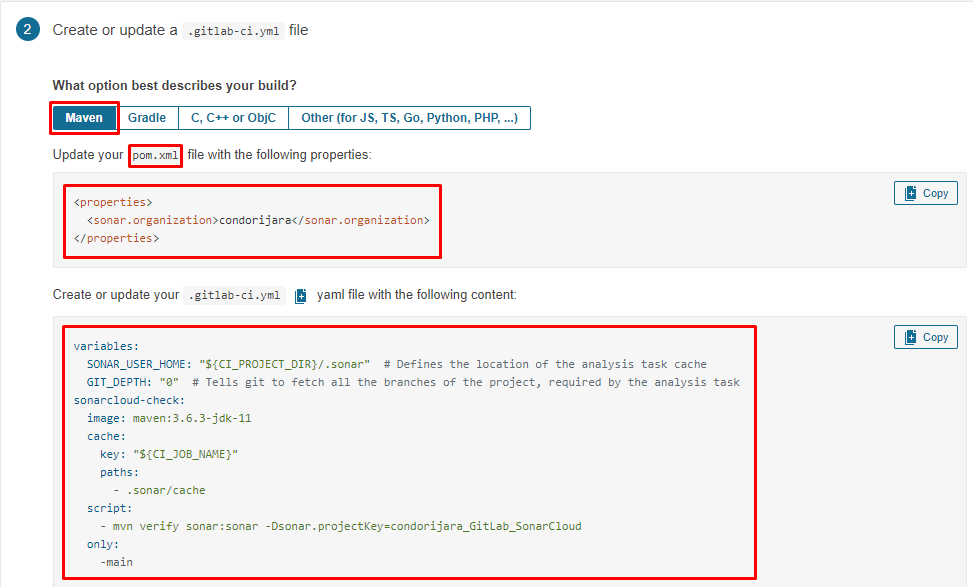 2 Create or update a .gitlab-ci.yml file
What option best describes your build?
Maven Gradle C, C++ or ObjC Other (for JS, TS, Go, Python, PHP, ...)
Update your pom.xml file with the following properties:
Copy
<properties>
  <sonar.organization>condorijara</sonar.organization>
</properties>
Create or update your .gitlab-ci.yml yaml file with the following content:
Copy
variables:
  SONAR_USER_HOME: "${CI_PROJECT_DIR}/.sonar"  # Defines the location of the analysis task cache
  GIT_DEPTH: "0"  # Tells git to fetch all the branches of the project, required by the analysis task
sonarcloud-check:
  image: maven:3.6.3-jdk-11
  cache:
    key: "${CI_JOB_NAME}"
    paths:
      - .sonar/cache
  script:
    - mvn verify sonar:sonar -Dsonar.projectKey=condorijara_GitLab_SonarCloud
  only:
    -main